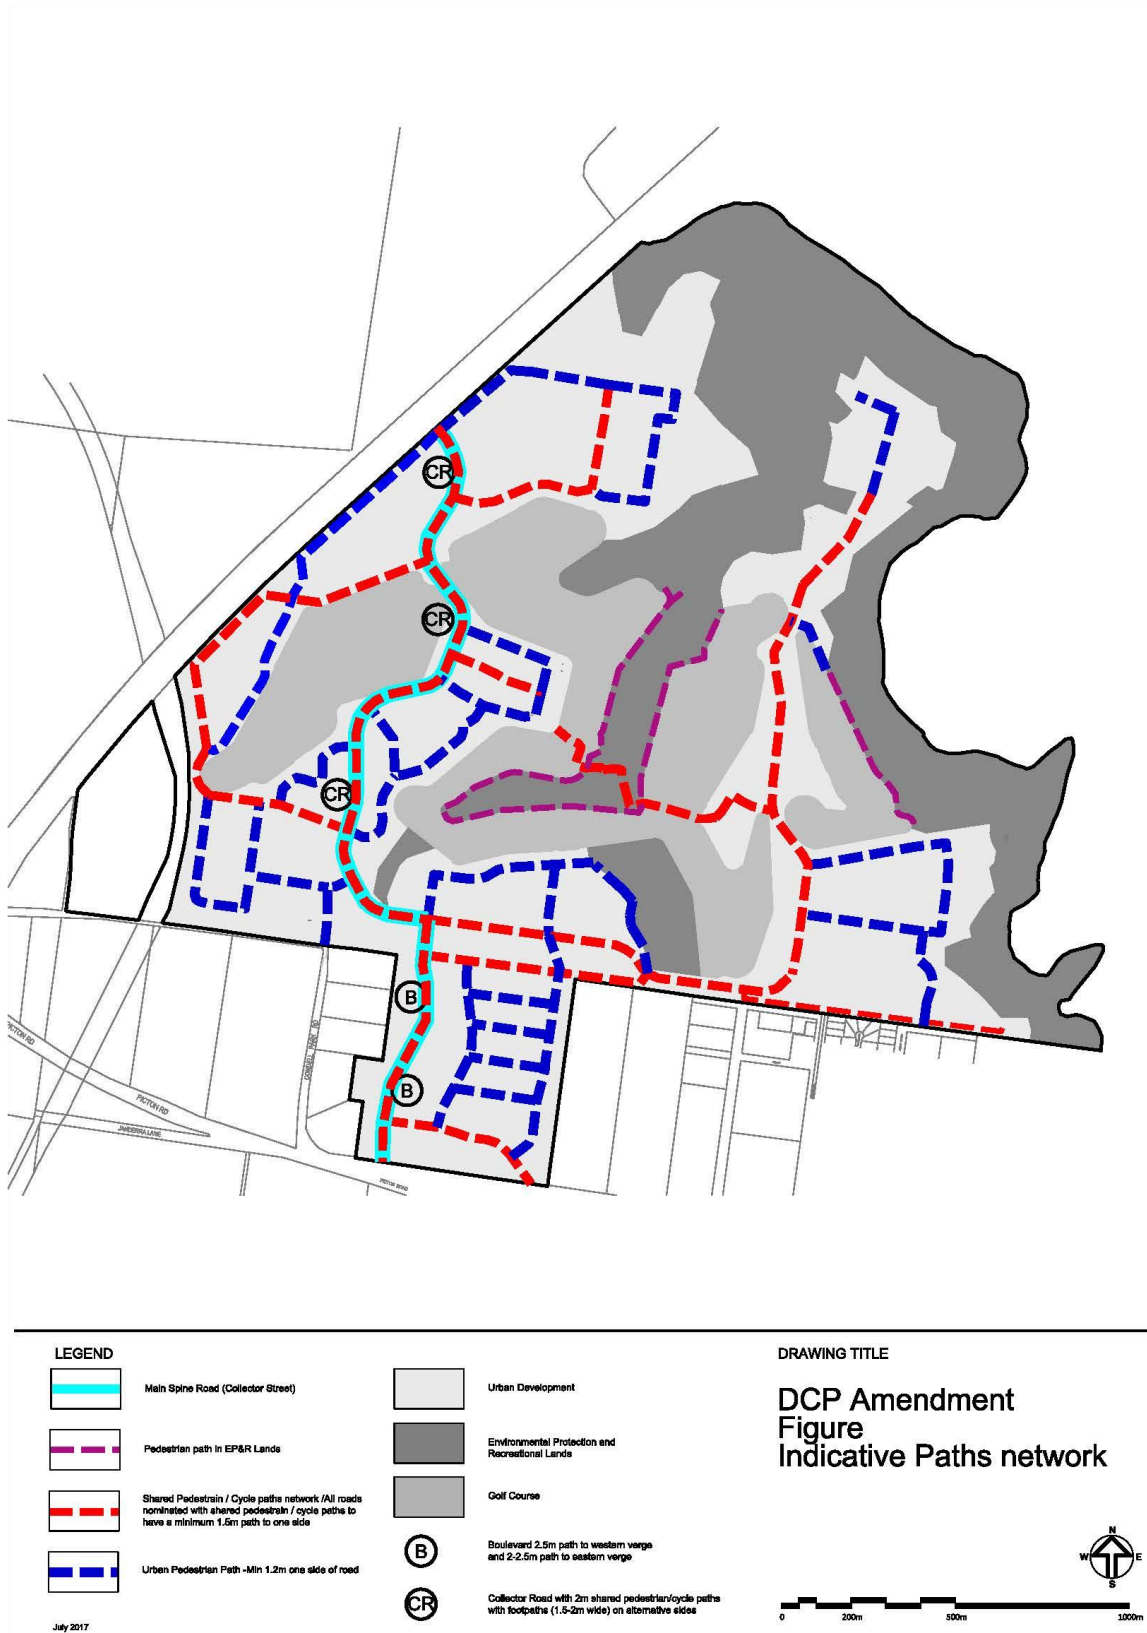 CR
CR
CR
B
B
PICTON RD
PICTON RD
JANDERRA LANE
PICTON ROAD
LEGEND
Main Spine Road (Collector Street)
Pedestrian path in EP&R Lands
Shared Pedestrain / Cycle paths network /All roads
nominated with shared pedestrain / cycle paths to
have a minimum 1.5m path to one side
Urban Pedestrian Path -Min 1.2m one side of road
July 2017
Urban Development
Environmental Protection and
Recreational Lands
Golf Course
B
Boulevard 2.5m path to western verge
and 2-2.5m path to eastern verge
CR
Collector Road with 2m shared pedestrian/cycle paths
with footpaths (1.5-2m wide) on alternative sides
DRAWING TITLE
DCP Amendment
Figure
Indicative Paths network
N
W
E
S
0 200m 500m 1000m